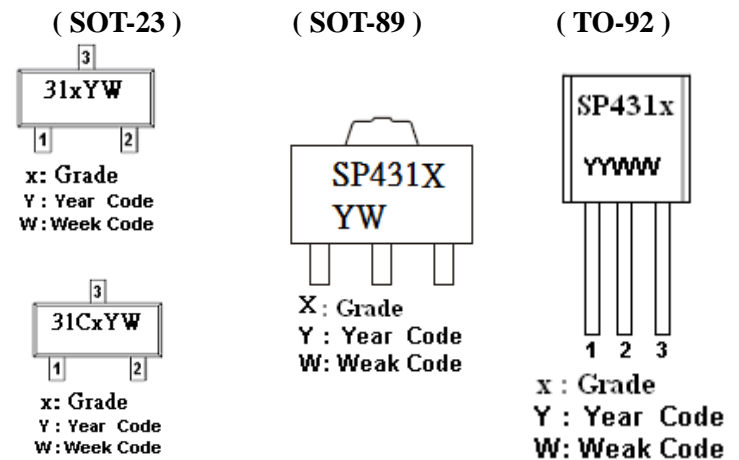 ( SOT-23 )
( SOT-89 )
( TO-92 )
3
31xYW
1 2
x: Grade
Y : Year Code
W : Week Code
3
31CxYW
1 2
x: Grade
Y : Year Code
W : Week Code
SP431X
YW
X : Grade
Y : Year Code
W: Weak Code
SP431x
YYWW
1 2 3
x : Grade
Y : Year Code
W: Weak Code